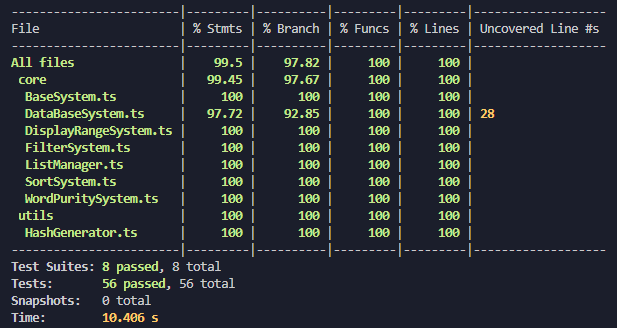 -----------------------|---------|----------|---------|---------|-------------------
File                   | % Stmts | % Branch | % Funcs | % Lines | Uncovered Line #s
-----------------------|---------|----------|---------|---------|-------------------
All files              |    99.5 |    97.82 |     100 |     100 |
 core                  |   99.45 |    97.67 |     100 |     100 |
  BaseSystem.ts        |     100 |      100 |     100 |     100 |
  DataBaseSystem.ts    |   97.72 |    92.85 |     100 |     100 | 28
  DisplayRangeSystem.ts |     100 |      100 |     100 |     100 |
  FilterSystem.ts      |     100 |      100 |     100 |     100 |
  ListManager.ts       |     100 |      100 |     100 |     100 |
  SortSystem.ts        |     100 |      100 |     100 |     100 |
  WordPuritySystem.ts  |     100 |      100 |     100 |     100 |
 utils                 |     100 |      100 |     100 |     100 |
  HashGenerator.ts     |     100 |      100 |     100 |     100 |
-----------------------|---------|----------|---------|---------|-------------------
Test Suites: 8 passed, 8 total
Tests:       56 passed, 56 total
Snapshots:   0 total
Time:        10.406 s